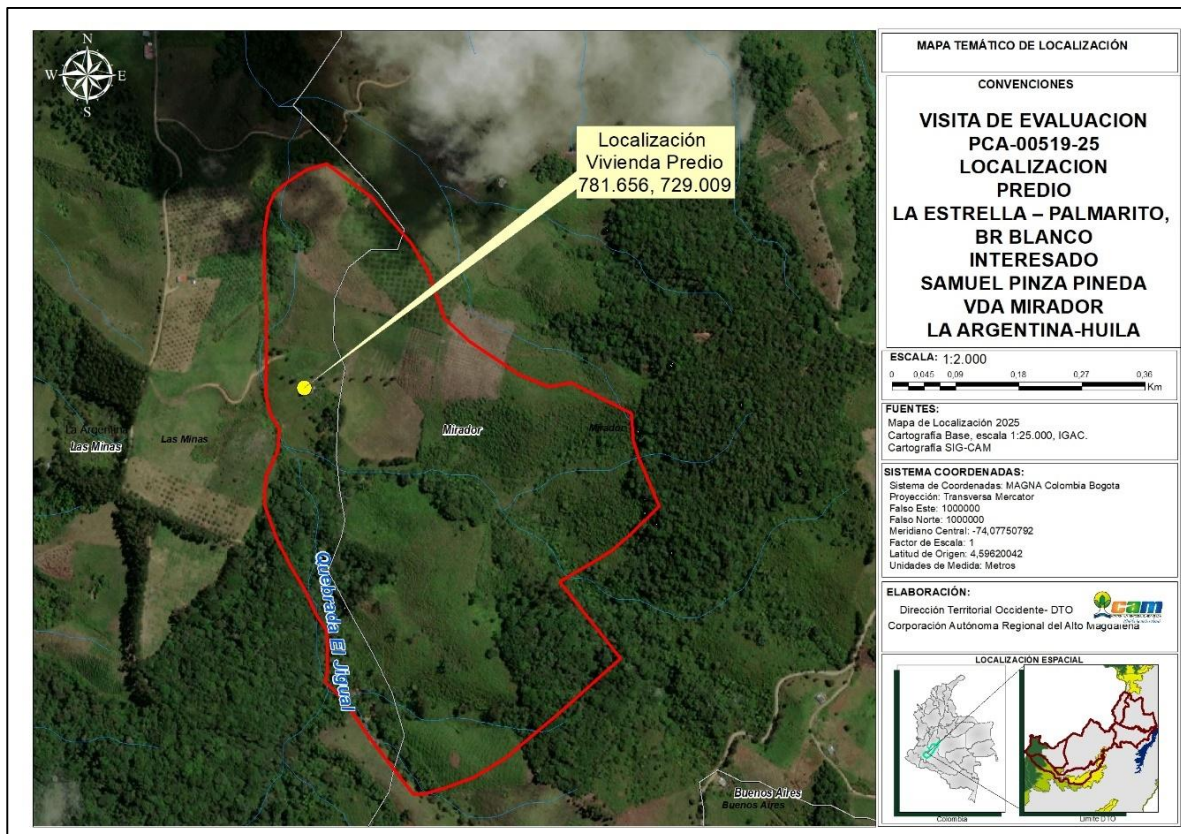 N
W
E
S
Localización
Vivienda Predio
781.656, 729.009
La Argentina
Las Minas
Las Minas
Mirador
Mirador
Quebrada El Jigual
Buenos Aires
Buenos Aires
MAPA TEMÁTICO DE LOCALIZACIÓN
CONVENCIONES
VISITA DE EVALUACION
PCA-00519-25
LOCALIZACION
PREDIO
LA ESTRELLA – PALMARITO,
BR BLANCO
INTERESADO
SAMUEL PINZA PINEDA
VDA MIRADOR
LA ARGENTINA-HUILA
ESCALA: 1:2.000
0 0,045 0,09 0,18 0,27 0,36
Km
FUENTES:
Mapa de Localización 2025
Cartografía Base, escala 1:25.000, IGAC.
Cartografía SIG-CAM
SISTEMA COORDENADAS:
Sistema de Coordenadas: MAGNA Colombia Bogota
Proyección: Transversa Mercator
Falso Este: 1000000
Falso Norte: 1000000
Meridiano Central: -74,07750792
Factor de Escala: 1
Latitud de Origen: 4,59620042
Unidades de Medida: Metros
ELABORACIÓN:
Dirección Territorial Occidente- DTO
Corporación Autónoma Regional del Alto Magdalena
cam
LOCALIZACIÓN ESPACIAL
Colombia
Limite DTO